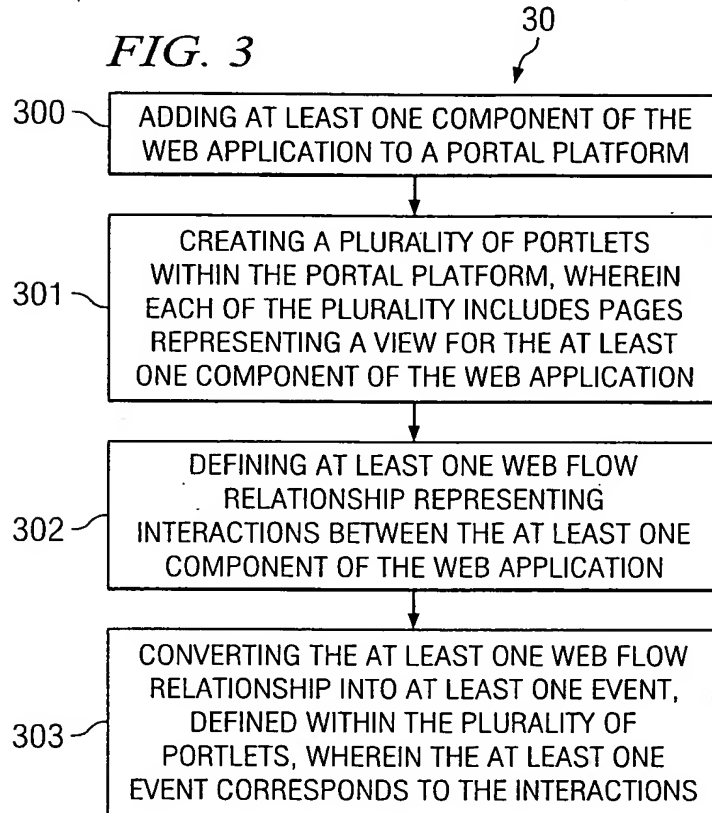 FIG. 3
30
300
ADDING AT LEAST ONE COMPONENT OF THE
WEB APPLICATION TO A PORTAL PLATFORM
301
CREATING A PLURALITY OF PORTLETS
WITHIN THE PORTAL PLATFORM, WHEREIN
EACH OF THE PLURALITY INCLUDES PAGES
REPRESENTING A VIEW FOR THE AT LEAST
ONE COMPONENT OF THE WEB APPLICATION
302
DEFINING AT LEAST ONE WEB FLOW
RELATIONSHIP REPRESENTING
INTERACTIONS BETWEEN THE AT LEAST ONE
COMPONENT OF THE WEB APPLICATION
303
CONVERTING THE AT LEAST ONE WEB FLOW
RELATIONSHIP INTO AT LEAST ONE EVENT,
DEFINED WITHIN THE PLURALITY OF
PORTLETS, WHEREIN THE AT LEAST ONE
EVENT CORRESPONDS TO THE INTERACTIONS